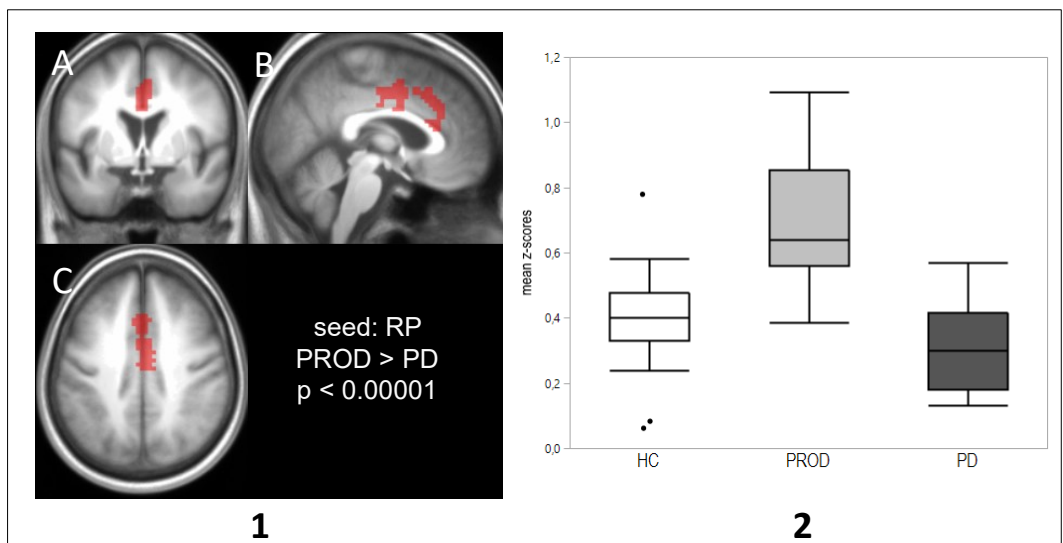 A
B
C
seed: RP
PROD > PD
p < 0.00001
1
mean z-scores
1,2
1,0
0,8
0,6
0,4
0,2
0,0
HC
PROD
PD
2